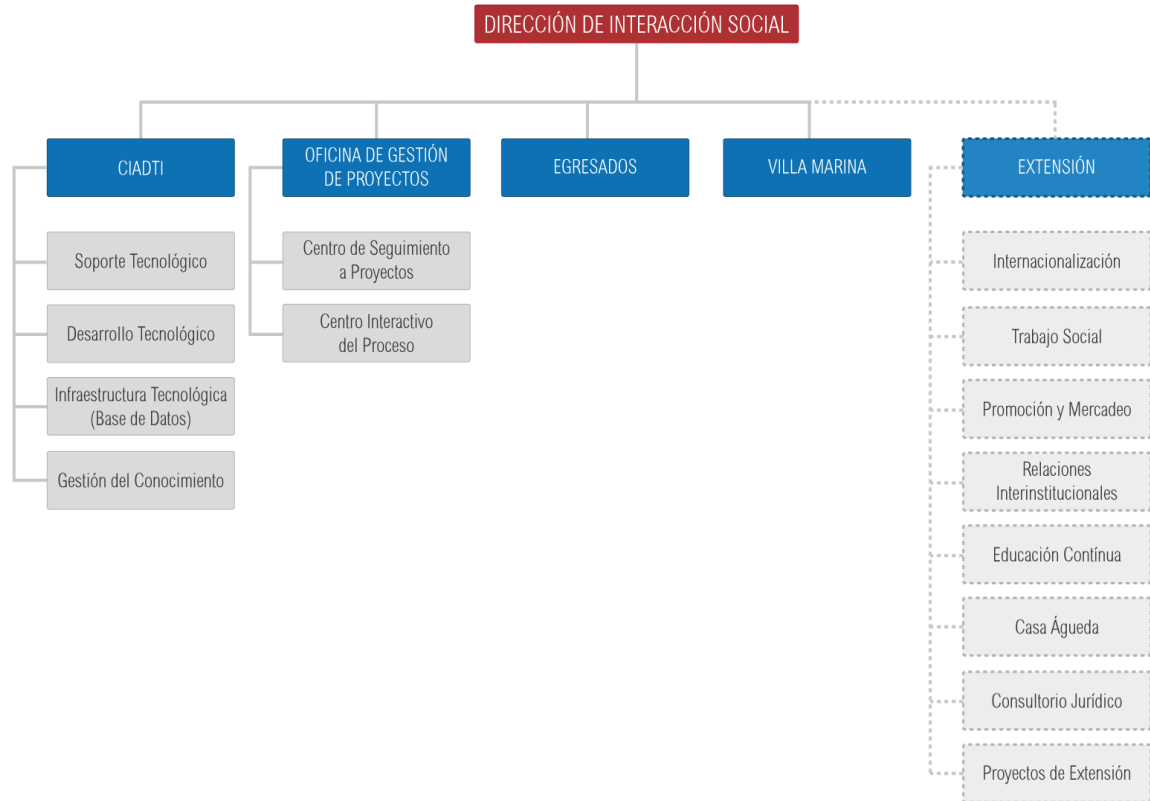 DIRECCIÓN DE INTERACCIÓN SOCIAL
CIADTI
Soporte Tecnológico
Desarrollo Tecnológico
Infraestructura Tecnológica
(Base de Datos)
Gestión del Conocimiento
OFICINA DE GESTIÓN
DE PROYECTOS
Centro de Seguimiento
a Proyectos
Centro Interactivo
del Proceso
EGRESADOS
VILLA MARINA
EXTENSIÓN
Internacionalización
Trabajo Social
Promoción y Mercadeo
Relaciones
Interinstitucionales
Educación Contínua
Casa Águeda
Consultorio Jurídico
Proyectos de Extensión